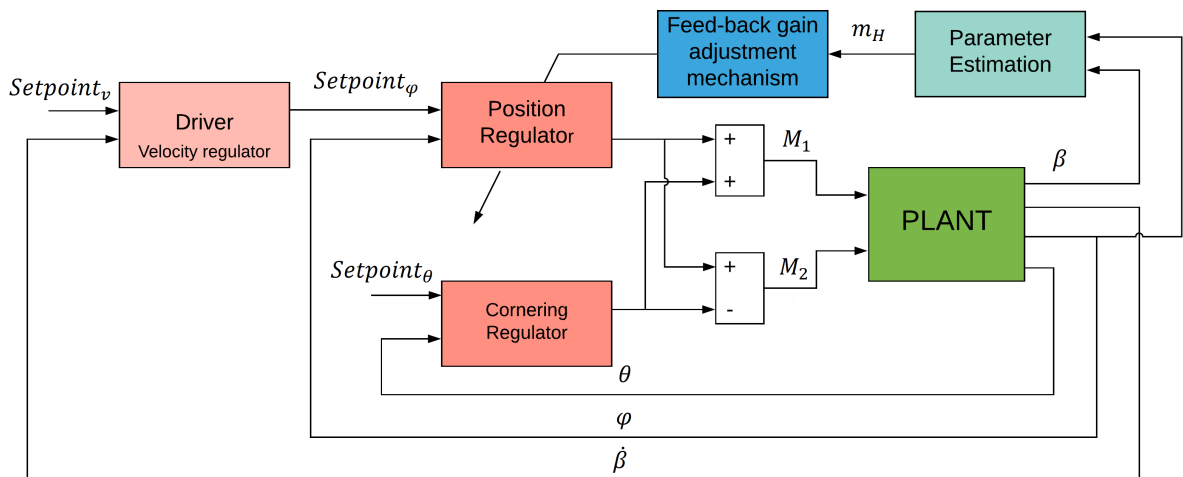 Feed-back gain
adjustment
mechanism
m_H
Parameter
Estimation
Setpoint_v
Driver
Velocity regulator
Setpoint_φ
Position
Regulator
+
+
M_1
PLANT
β
Setpoint_θ
Cornering
Regulator
+
-
M_2
θ
φ
β̇